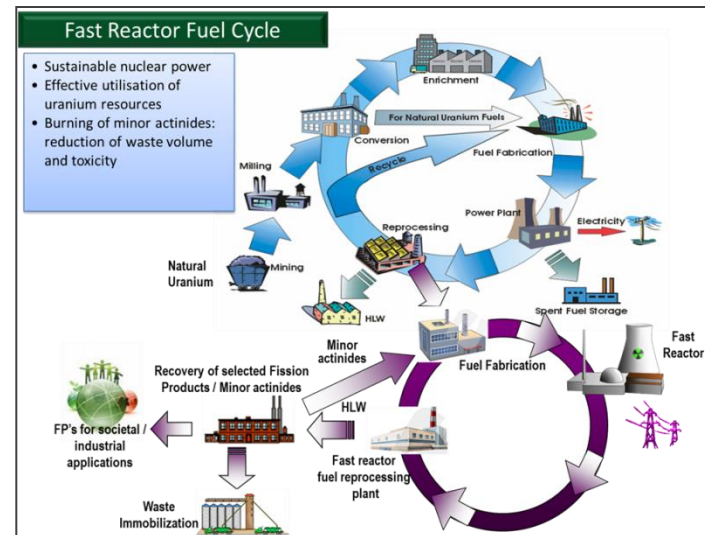 Fast Reactor Fuel Cycle
• Sustainable nuclear power
• Effective utilisation of
uranium resources
• Burning of minor actinides:
reduction of waste volume
and toxicity
Enrichment
For Natural Uranium Fuels
Conversion
Fuel Fabrication
Recycle
Milling
Power Plant
Electricity
Reprocessing
Natural
Uranium
Mining
HLW
Spent Fuel Storage
Minor
actinides
Fuel Fabrication
Fast
Reactor
Recovery of selected Fission
Products / Minor actinides
HLW
FP's for societal /
industrial
applications
Fast reactor
fuel reprocessing
plant
Waste
Immobilization